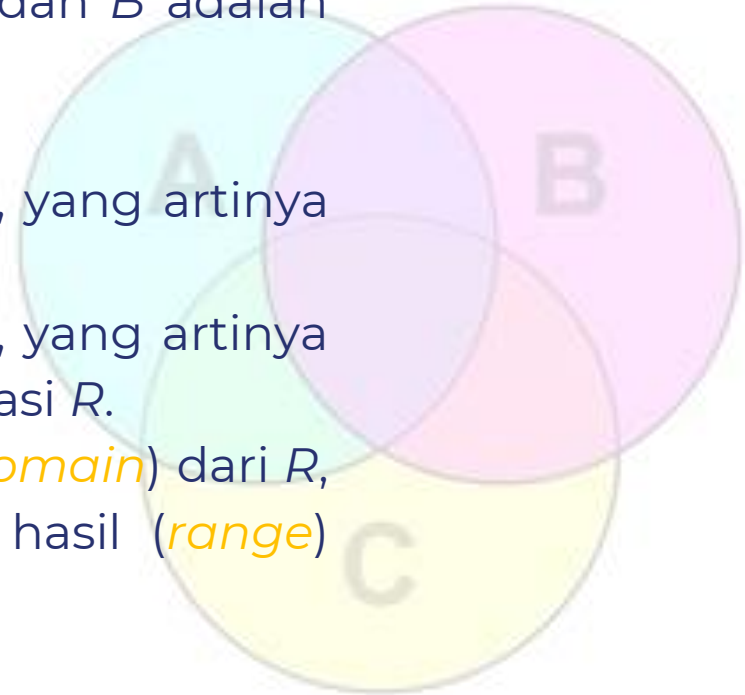 dan B adalah
A
B
, yang artinya
, yang artinya
asi R.
omain) dari R,
hasil (range)
C